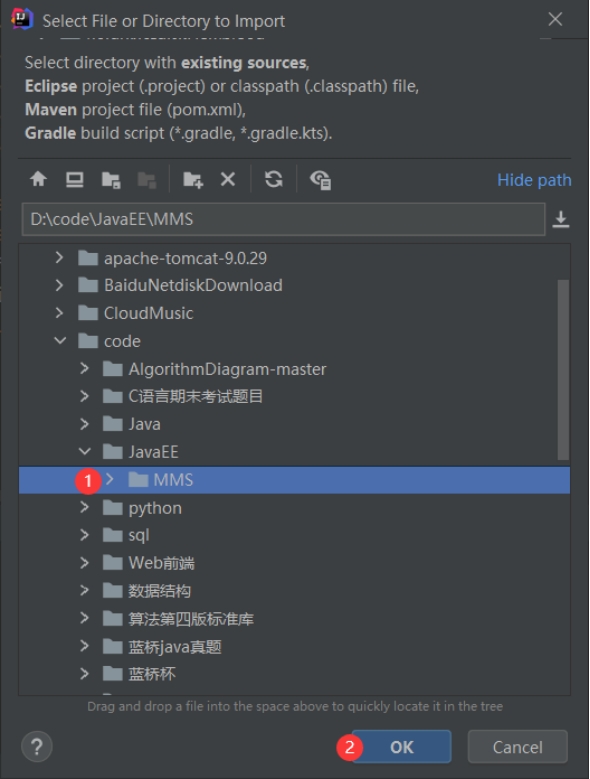 Select File or Directory to Import
Select directory with existing sources,
Eclipse project (.project) or classpath (.classpath) file,
Maven project file (pom.xml),
Gradle build script (*.gradle, *.gradle.kts).
Hide path
D:\code\JavaEE\MMS
apache-tomcat-9.0.29
BaiduNetdiskDownload
CloudMusic
code
AlgorithmDiagram-master
C语言期末考试题目
Java
JavaEE
1 MMS
python
sql
Web前端
数据结构
算法第四版标准库
蓝桥java真题
蓝桥杯
Drag and drop a file into the space above to quickly locate it in the tree
? 2 OK Cancel